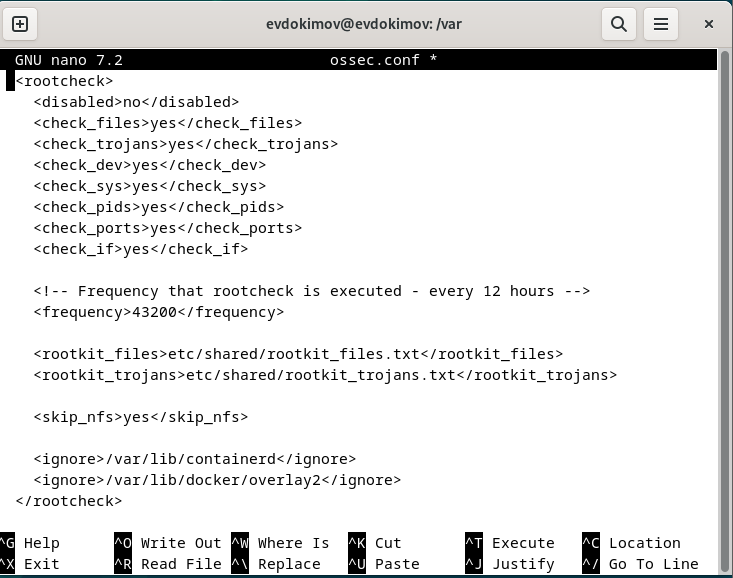 evdokimov@evdokimov: /var
GNU nano 7.2 ossec.conf *
<rootcheck>
<disabled>no</disabled>
<check_files>yes</check_files>
<check_trojans>yes</check_trojans>
<check_dev>yes</check_dev>
<check_sys>yes</check_sys>
<check_pids>yes</check_pids>
<check_ports>yes</check_ports>
<check_if>yes</check_if>
<!-- Frequency that rootcheck is executed - every 12 hours -->
<frequency>43200</frequency>
<rootkit_files>etc/shared/rootkit_files.txt</rootkit_files>
<rootkit_trojans>etc/shared/rootkit_trojans.txt</rootkit_trojans>
<skip_nfs>yes</skip_nfs>
<ignore>/var/lib/containerd</ignore>
<ignore>/var/lib/docker/overlay2</ignore>
</rootcheck>
^G Help ^O Write Out ^W Where Is ^K Cut ^T Execute ^C Location
^X Exit ^R Read File ^\ Replace ^U Paste ^J Justify ^/ Go To Line